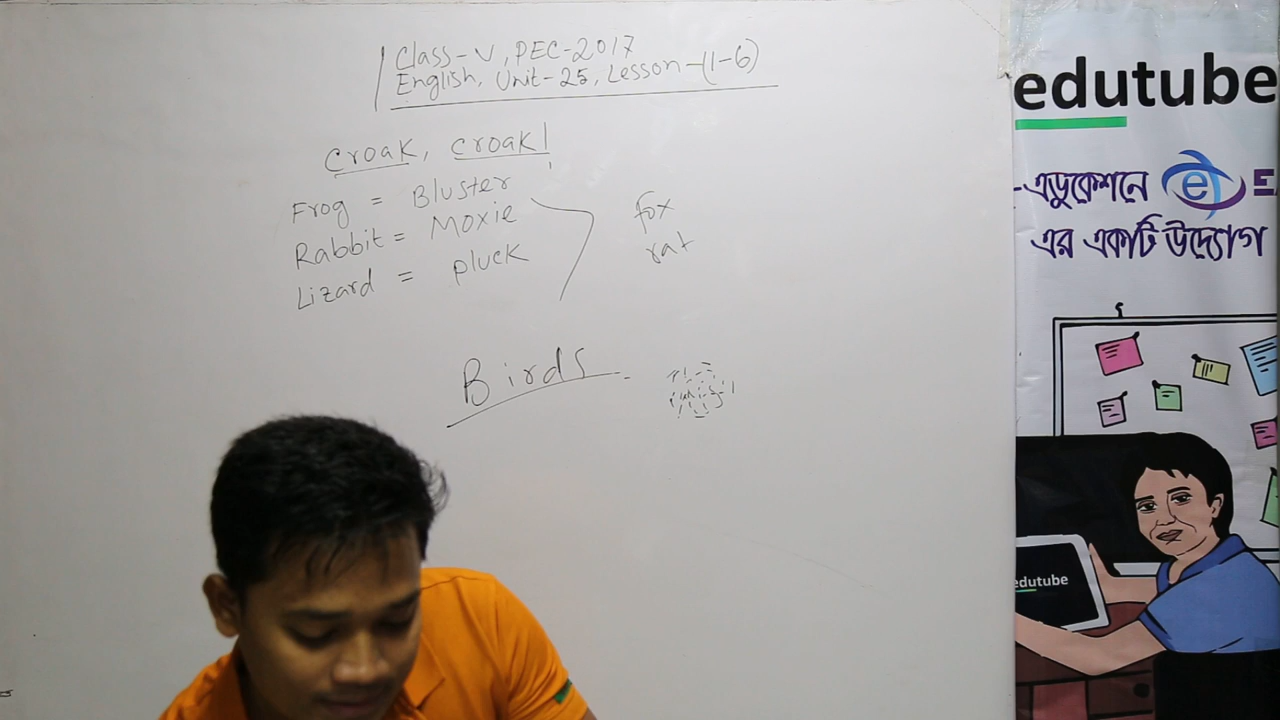 Class-V, PEC-2017
English, Unit-25, Lesson-(1-6)
Croak, croak!
Frog = Bluster
Rabbit = Moxie
Lizard = pluck
fox
rat
Birds
edutube
এডুকেশনে e E
এর একটি উদ্যোগ
edutube